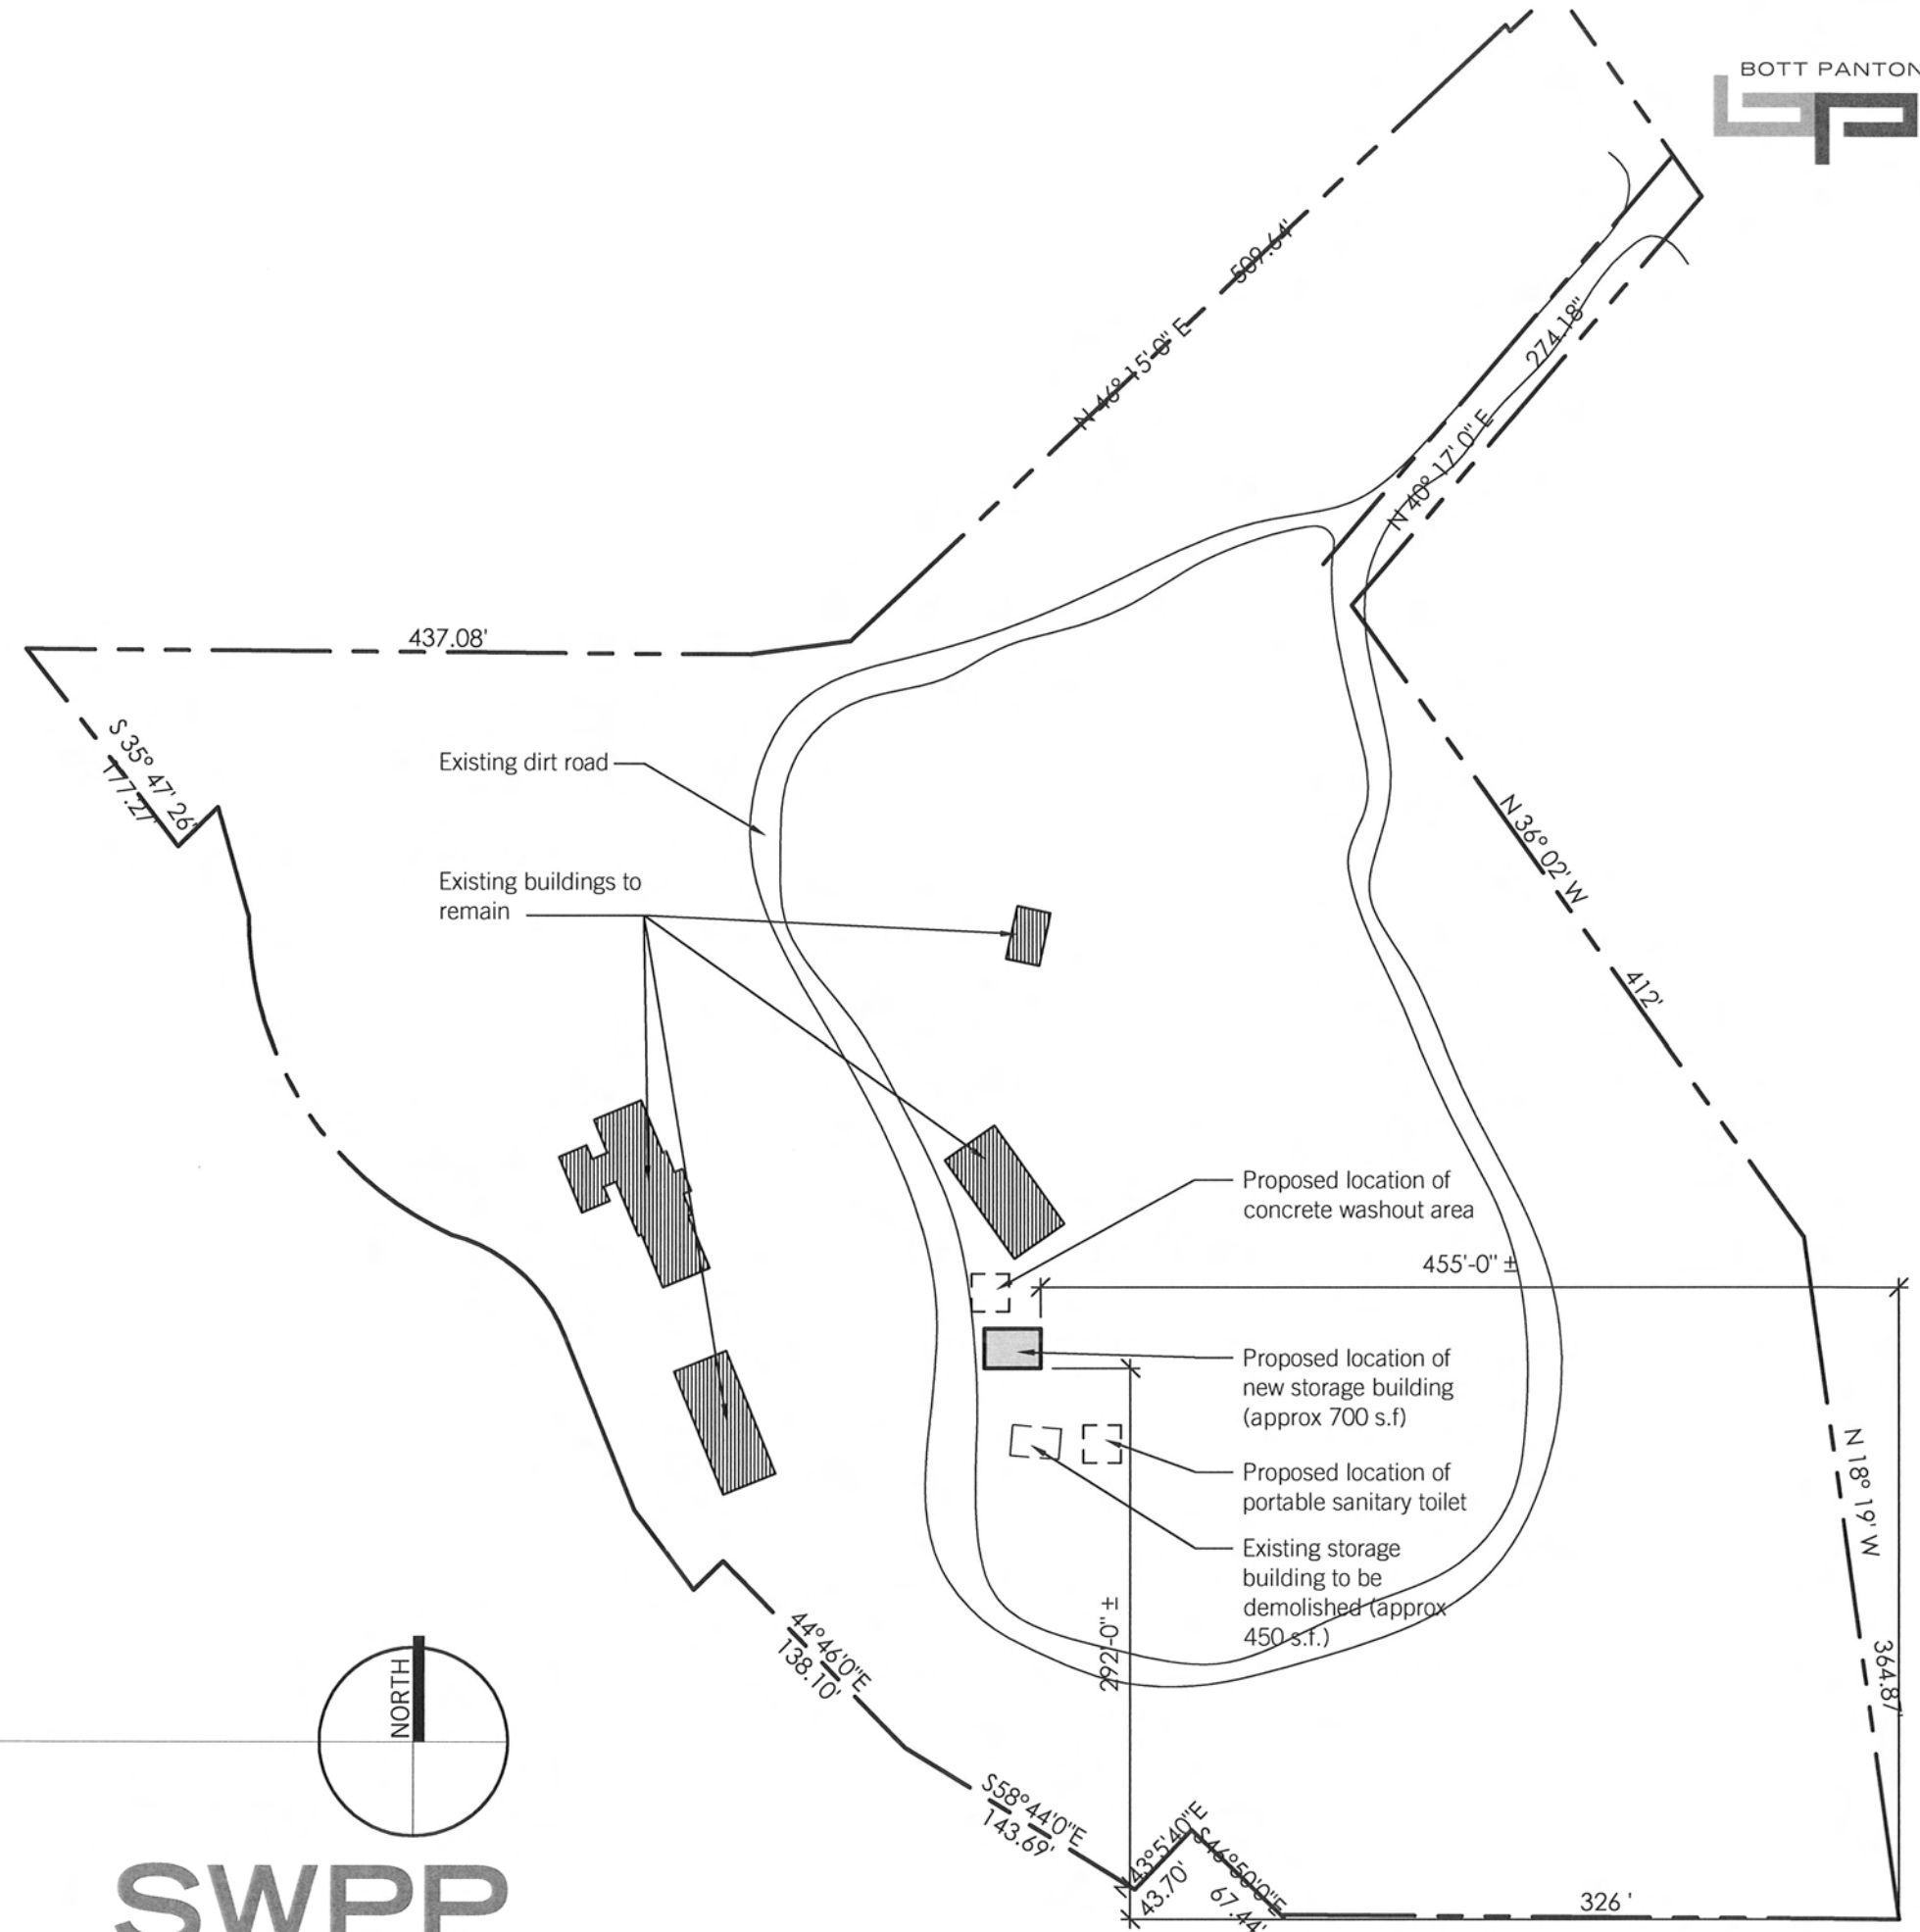 BOTT PANTON
509.64'
N 46° 15' 0" E
274.18"
N 40° 17' 0" E
437.08'
S 35° 47' 26"
177.27'
Existing dirt road
N 36° 02' W
412'
Existing buildings to
remain
Proposed location of
concrete washout area
455'-0" ±
Proposed location of
new storage building
(approx 700 s.f)
Proposed location of
portable sanitary toilet
Existing storage
building to be
demolished (approx
450 s.f.)
N 18° 19' W
364.87'
292'-0" ±
44°46'0"E
138.10'
NORTH
S58°44'0"E
143.69'
N 43°5'40"E
43.70'
S46°50'0"E
67.44'
326 '
SWPP